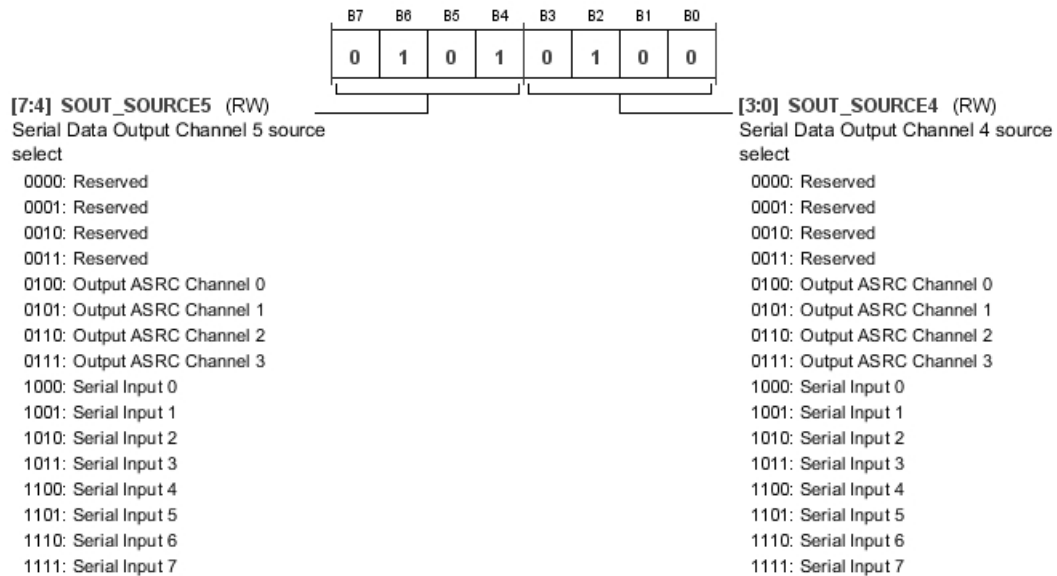 B7 B6 B5 B4 B3 B2 B1 B0
0 1 0 1 0 1 0 0
[7:4] SOUT_SOURCE5 (RW)
Serial Data Output Channel 5 source
select
0000: Reserved
0001: Reserved
0010: Reserved
0011: Reserved
0100: Output ASRC Channel 0
0101: Output ASRC Channel 1
0110: Output ASRC Channel 2
0111: Output ASRC Channel 3
1000: Serial Input 0
1001: Serial Input 1
1010: Serial Input 2
1011: Serial Input 3
1100: Serial Input 4
1101: Serial Input 5
1110: Serial Input 6
1111: Serial Input 7
[3:0] SOUT_SOURCE4 (RW)
Serial Data Output Channel 4 source
select
0000: Reserved
0001: Reserved
0010: Reserved
0011: Reserved
0100: Output ASRC Channel 0
0101: Output ASRC Channel 1
0110: Output ASRC Channel 2
0111: Output ASRC Channel 3
1000: Serial Input 0
1001: Serial Input 1
1010: Serial Input 2
1011: Serial Input 3
1100: Serial Input 4
1101: Serial Input 5
1110: Serial Input 6
1111: Serial Input 7